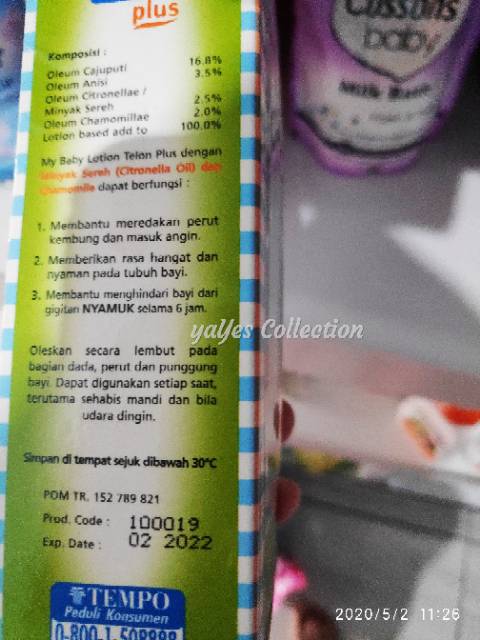 plus
Komposisi :
Oleum Cajuputi 16.8%
Oleum Anisi 3.5%
Oleum Citronellae /
Minyak Sereh 2.5%
Oleum Chamomillae 2.0%
Lotion based add to 100.0%
My Baby Lotion Telon Plus dengan
Minyak Sereh (Citronella Oil) dan
Chamomile dapat berfungsi :
1. Membantu meredakan perut
kembung dan masuk angin.
2. Memberikan rasa hangat dan
nyaman pada tubuh bayi.
3. Membantu menghindari bayi dari
gigitan NYAMUK selama 6 jam.
Oleskan secara lembut pada
bagian dada, perut dan punggung
bayi. Dapat digunakan setiap saat,
terutama sehabis mandi dan bila
udara dingin.
Simpan di tempat sejuk dibawah 30°C
POM TR. 152 789 821
Prod. Code : 100019
Exp. Date : 02 2022
TEMPO
Peduli Konsumen
0-800-1-508888
Cussons
baby
Milk Bath
yaYes Collection
2020/5/2 11:26